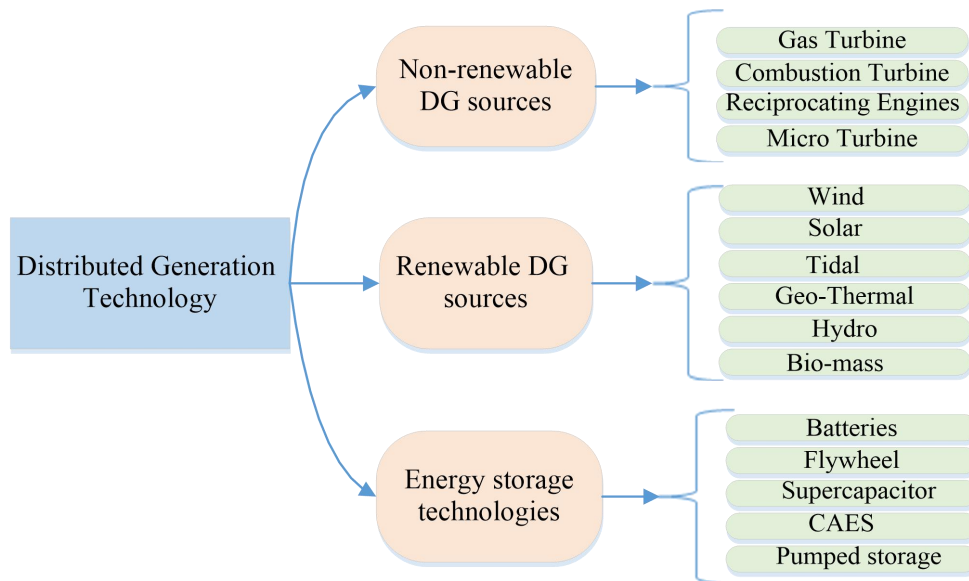 Distributed Generation
Technology
Non-renewable
DG sources
Gas Turbine
Combustion Turbine
Reciprocating Engines
Micro Turbine
Renewable DG
sources
Wind
Solar
Tidal
Geo-Thermal
Hydro
Bio-mass
Energy storage
technologies
Batteries
Flywheel
Supercapacitor
CAES
Pumped storage